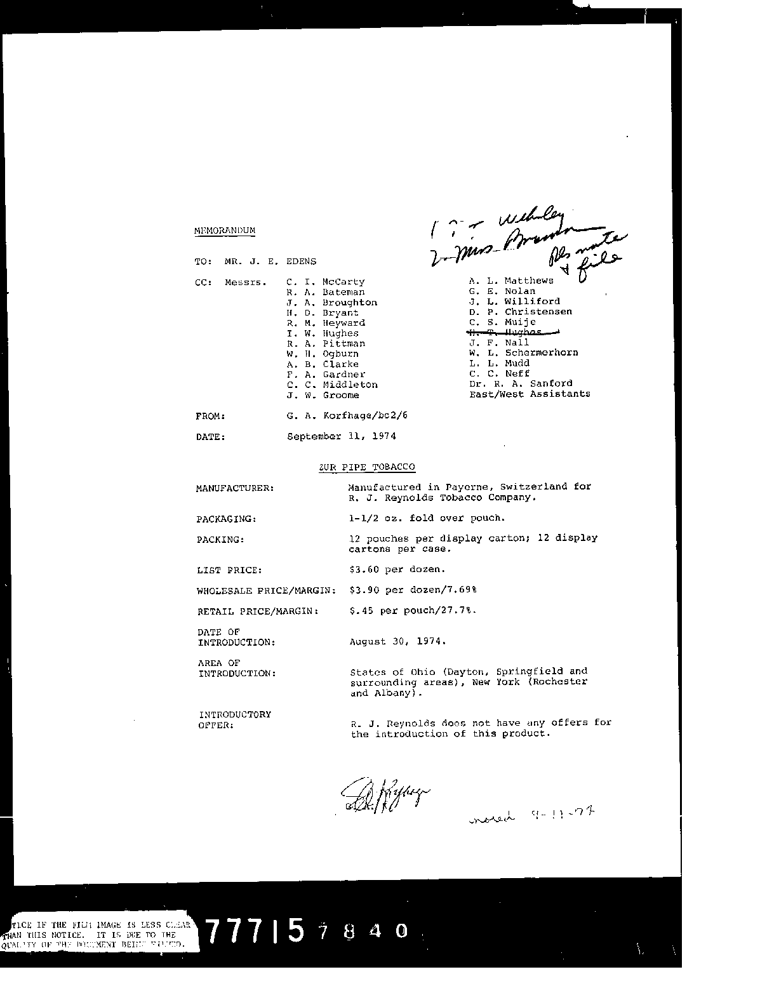 Wehnley
MEMORANDUM
2- Miss Brown
Pls note
& file
TO: MR. J. E. EDENS
CC: Messrs. C. I. McCarty A. L. Matthews
R. A. Bateman G. E. Nolan
J. A. Broughton J. L. Williford
H. D. Bryant D. P. Christensen
R. M. Heyward C. S. Muije
I. W. Hughes H. T. Hughes
R. A. Pittman J. F. Nall
W. H. Ogburn W. L. Schermerhorn
A. B. Clarke L. L. Mudd
F. A. Gardner C. C. Neff
C. C. Middleton Dr. R. A. Sanford
J. W. Groome East/West Assistants
FROM: G. A. Korfhage/bc2/6
DATE: September 11, 1974
ZUR PIPE TOBACCO
MANUFACTURER: Manufactured in Payerne, Switzerland for
R. J. Reynolds Tobacco Company.
PACKAGING: 1-1/2 oz. fold over pouch.
PACKING: 12 pouches per display carton; 12 display
cartons per case.
LIST PRICE: $3.60 per dozen.
WHOLESALE PRICE/MARGIN: $3.90 per dozen/7.69%
RETAIL PRICE/MARGIN: $.45 per pouch/27.7%.
DATE OF
INTRODUCTION: August 30, 1974.
AREA OF
INTRODUCTION: States of Ohio (Dayton, Springfield and
surrounding areas), New York (Rochester
and Albany).
INTRODUCTORY
OFFER: R. J. Reynolds does not have any offers for
the introduction of this product.
9-11-74
TICE IF THE FILM IMAGE IS LESS CLEAR
THAN THIS NOTICE. IT IS DUE TO THE
QUALITY OF THE DOCUMENT BEING FILMED.
77715 7840